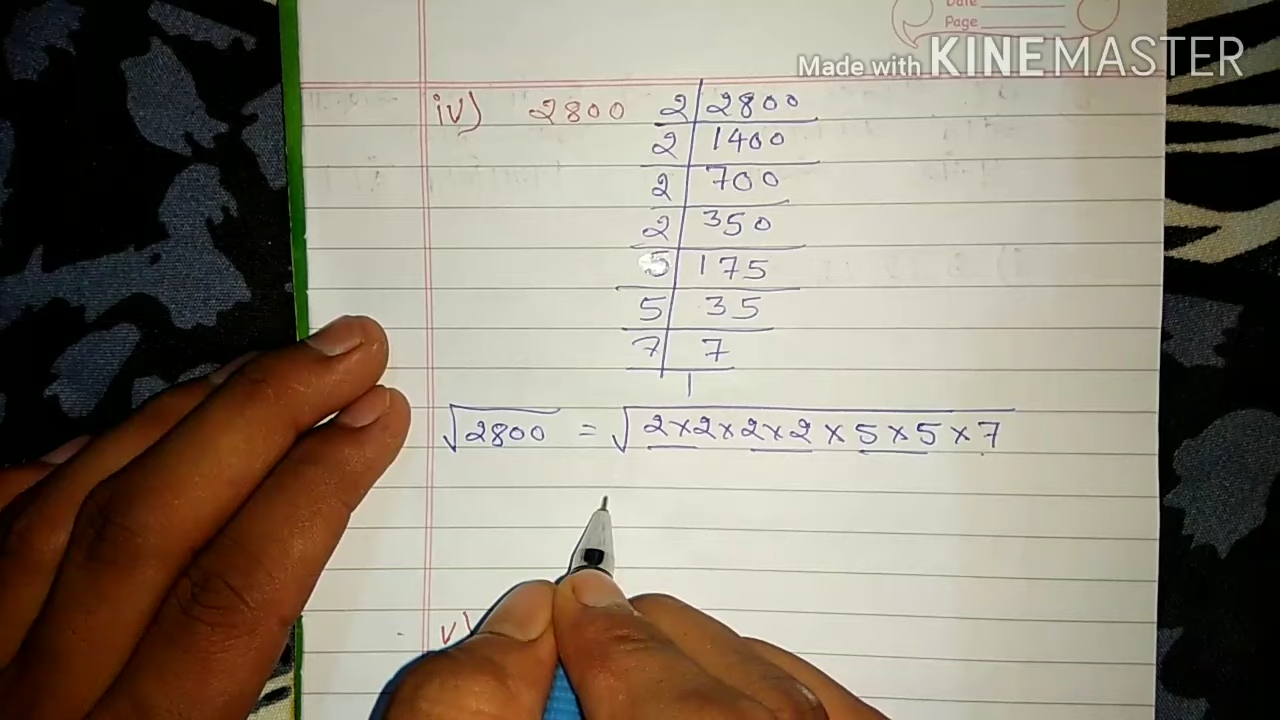 Date
Page
Made with KINEMASTER
iv) 2800 2 2800
2 1400
2 700
2 350
5 175
5 35
7 7
1
√2800 = √2×2×2×2×5×5×7
v)